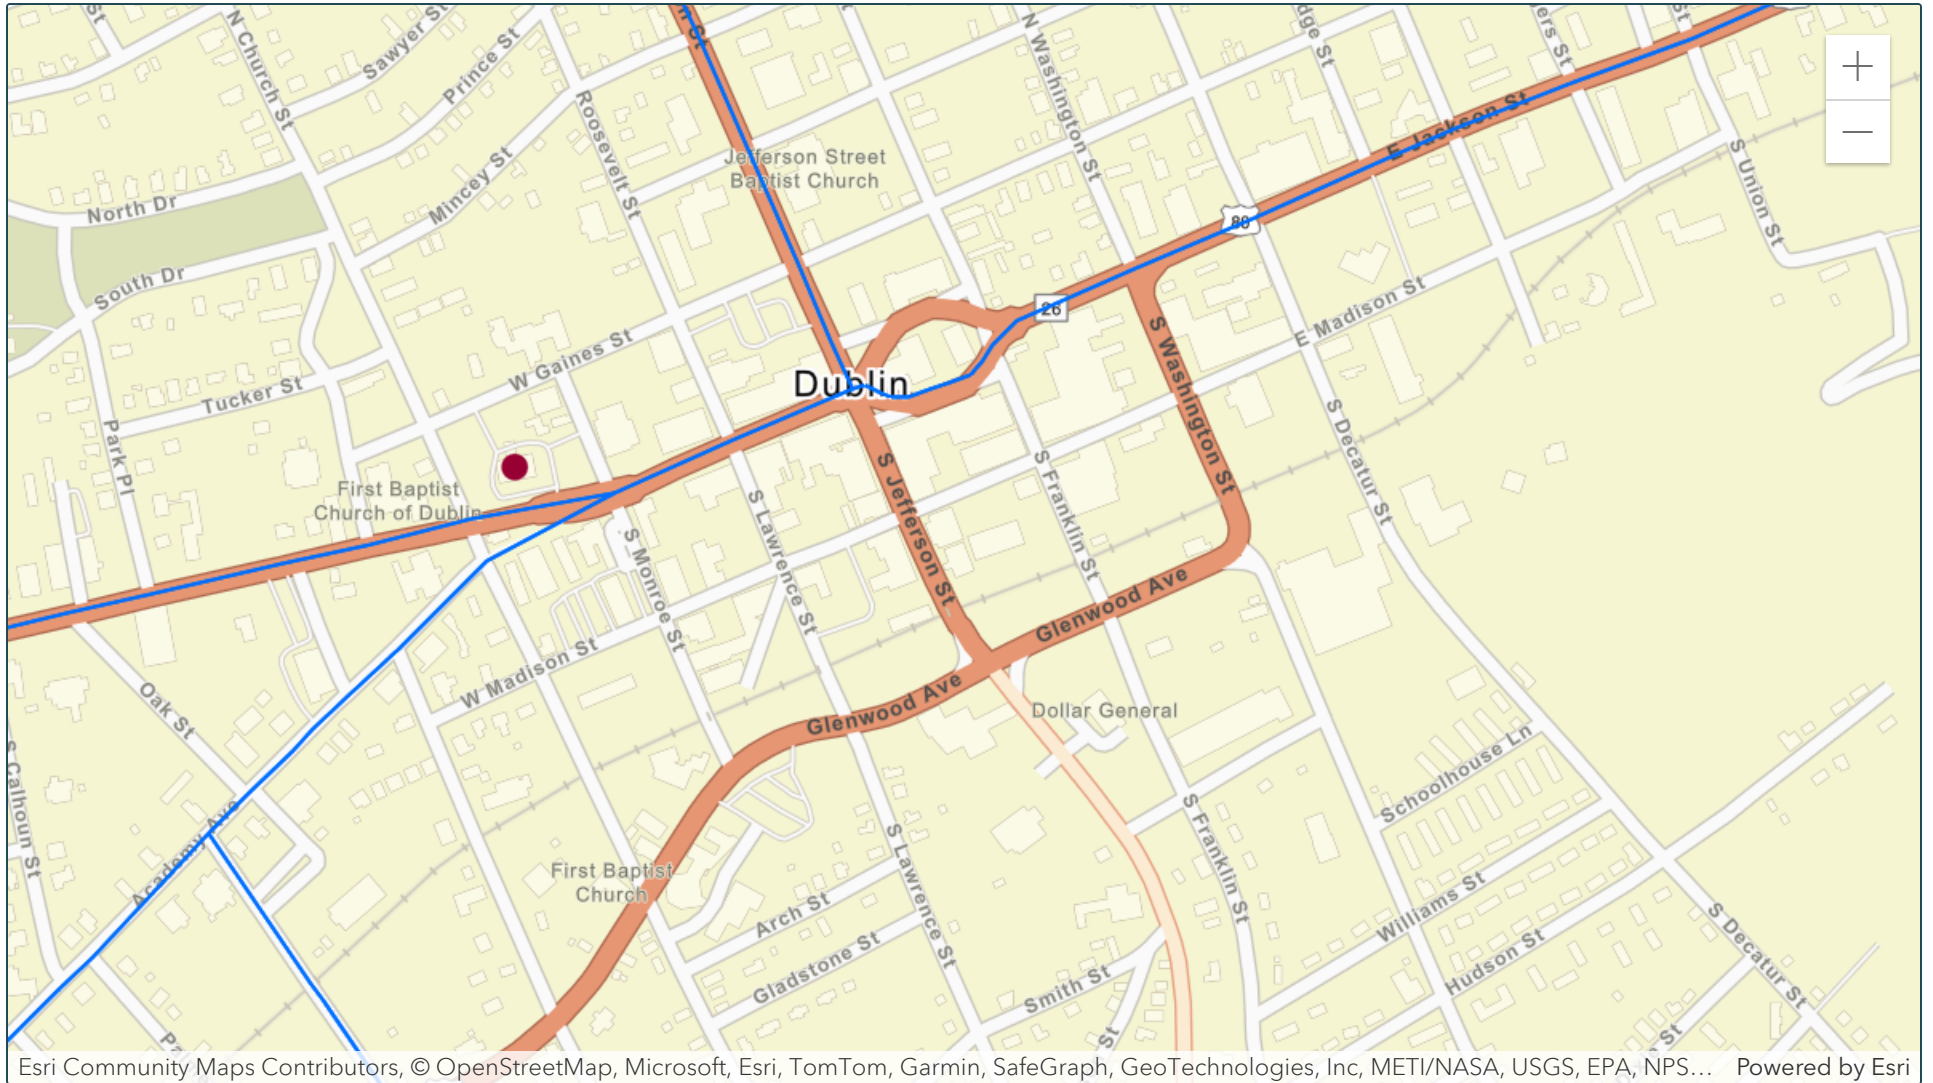 N Church St
Sawyer St
Prince St
N Washington St
Roosevelt St
E Jackson St
Jefferson Street
Baptist Church
Mincey St
North Dr
S Union St
80
South Dr
26
E Madison St
W Gaines St
S Washington St
Dublin
Tucker St
Park Pl
S Decatur St
First Baptist
Church of Dublin
S Jefferson St
S Franklin St
S Lawrence St
S Monroe St
Glenwood Ave
W Madison St
Oak St
Glenwood Ave
Dollar General
S Calhoun St
Schoolhouse Ln
Academy Ave
S Franklin St
S Lawrence St
First Baptist
Church
Arch St
Williams St
Gladstone St
Hudson St
S Decatur St
Smith St
St
Esri Community Maps Contributors, © OpenStreetMap, Microsoft, Esri, TomTom, Garmin, SafeGraph, GeoTechnologies, Inc, METI/NASA, USGS, EPA, NPS... Powered by Esri